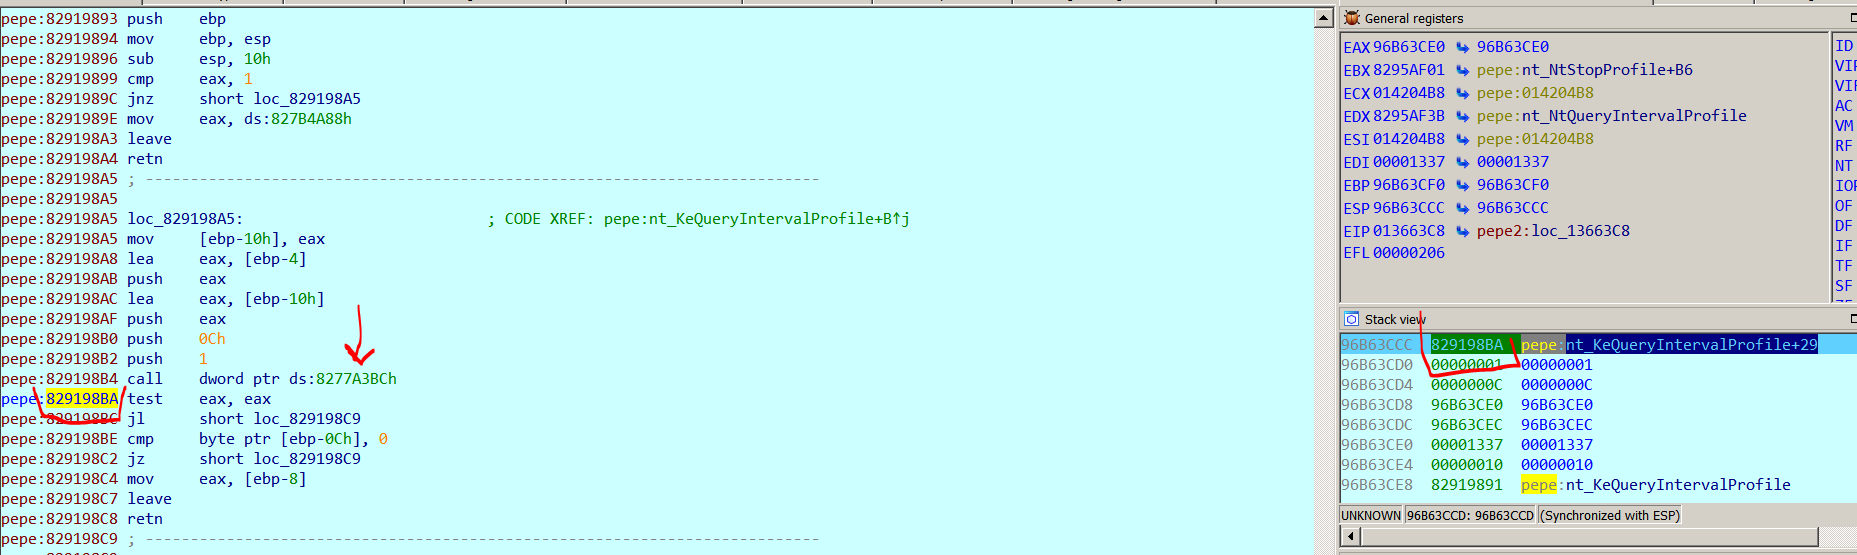 pepe:82919893 push    ebp
pepe:82919894 mov     ebp, esp
pepe:82919896 sub     esp, 10h
pepe:82919899 cmp     eax, 1
pepe:8291989C jnz     short loc_829198A5
pepe:8291989E mov     eax, ds:827B4A88h
pepe:829198A3 leave
pepe:829198A4 retn
pepe:829198A5 ; ---------------------------------------------------------------------------
pepe:829198A5
pepe:829198A5 loc_829198A5:                           ; CODE XREF: pepe:nt_KeQueryIntervalProfile+B↑j
pepe:829198A5 mov     [ebp-10h], eax
pepe:829198A8 lea     eax, [ebp-4]
pepe:829198AB push    eax
pepe:829198AC lea     eax, [ebp-10h]
pepe:829198AF push    eax
pepe:829198B0 push    0Ch
pepe:829198B2 push    1
pepe:829198B4 call    dword ptr ds:8277A3BCh
pepe:829198BA test    eax, eax
pepe:829198BC jl      short loc_829198C9
pepe:829198BE cmp     byte ptr [ebp-0Ch], 0
pepe:829198C2 jz      short loc_829198C9
pepe:829198C4 mov     eax, [ebp-8]
pepe:829198C7 leave
pepe:829198C8 retn
pepe:829198C9 ; ---------------------------------------------------------------------------
General registers
EAX 96B63CE0 96B63CE0
EBX 8295AF01 pepe:nt_NtStopProfile+B6
ECX 014204B8 pepe:014204B8
EDX 8295AF3B pepe:nt_NtQueryIntervalProfile
ESI 014204B8 pepe:014204B8
EDI 00001337 00001337
EBP 96B63CF0 96B63CF0
ESP 96B63CCC 96B63CCC
EIP 013663C8 pepe2:loc_13663C8
EFL 00000206
ID
VIP
VIF
AC
VM
RF
NT
IOP
OF
DF
IF
TF
SF
Stack view
96B63CCC 829198BA pepe:nt_KeQueryIntervalProfile+29
96B63CD0 00000001 00000001
96B63CD4 0000000C 0000000C
96B63CD8 96B63CE0 96B63CE0
96B63CDC 96B63CEC 96B63CEC
96B63CE0 00001337 00001337
96B63CE4 00000010 00000010
96B63CE8 82919891 pepe:nt_KeQueryIntervalProfile
UNKNOWN 96B63CCD: 96B63CCD (Synchronized with ESP)